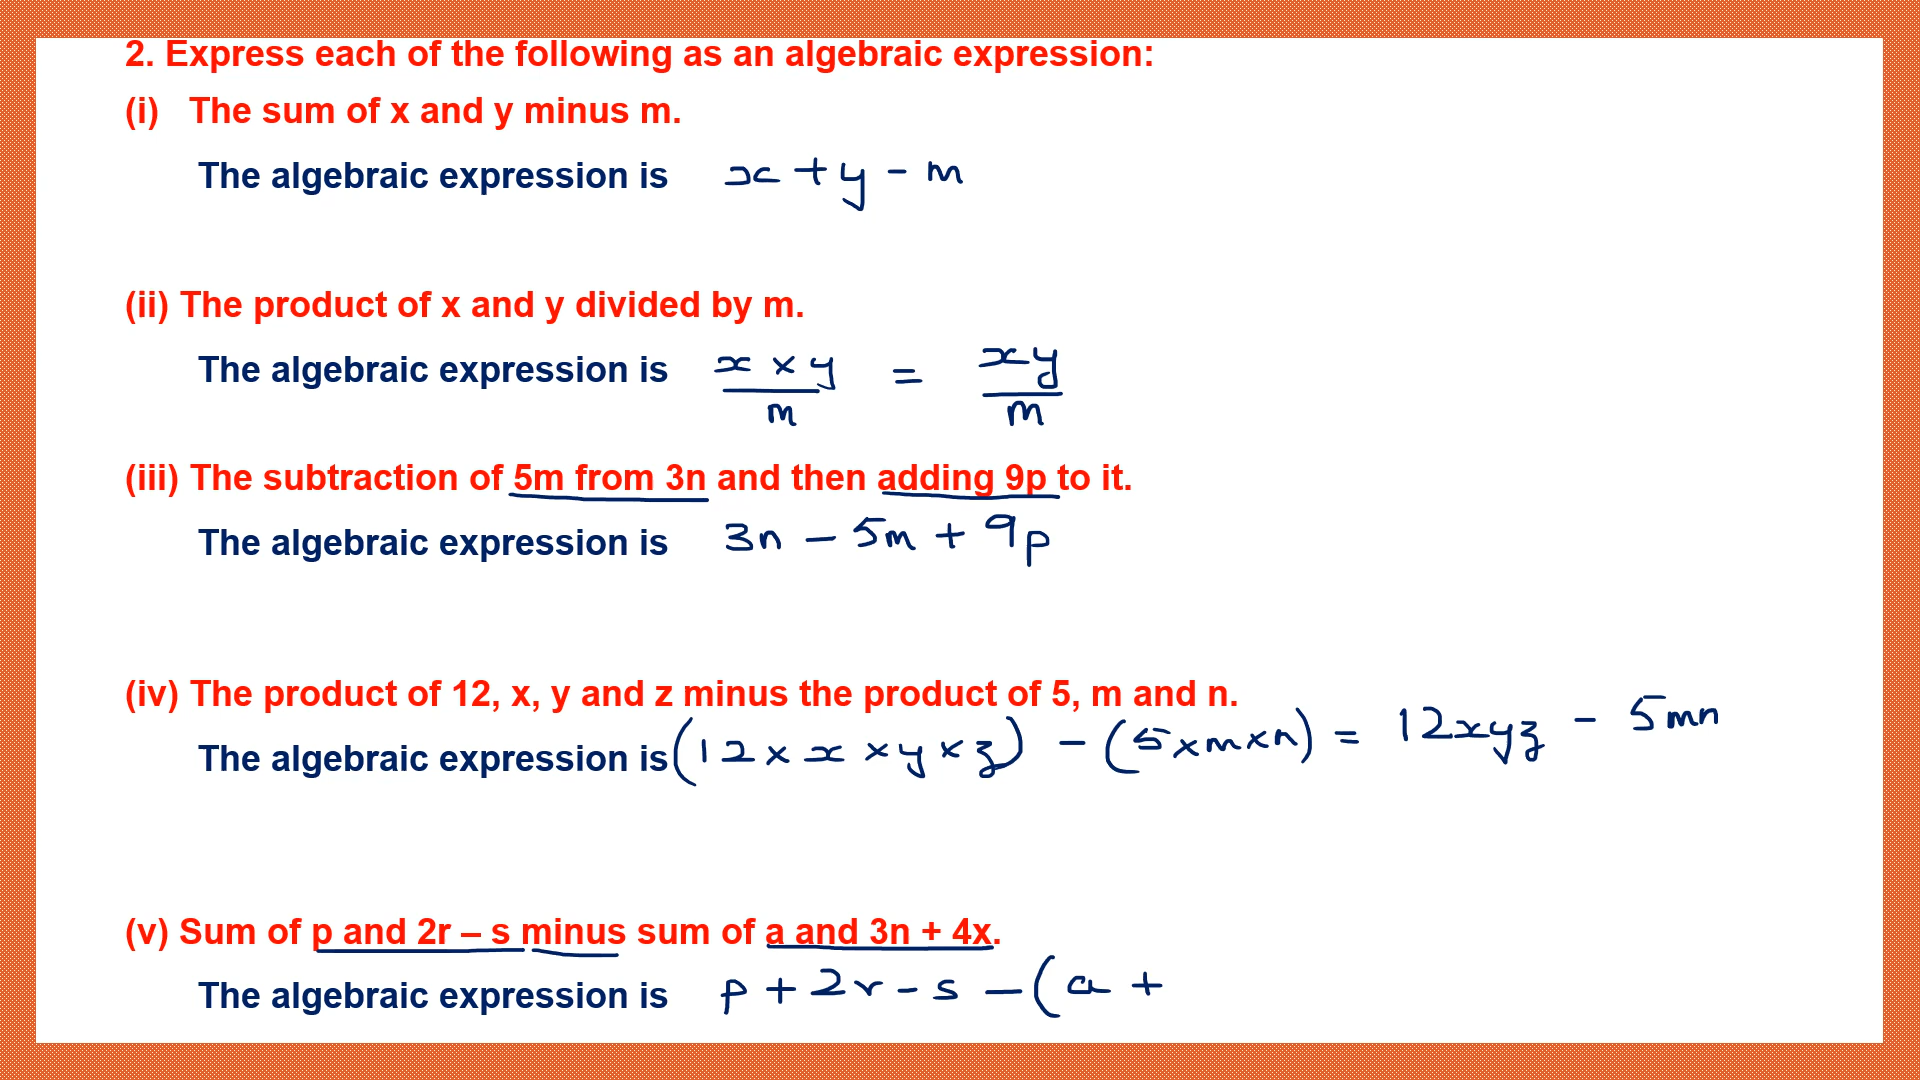 2. Express each of the following as an algebraic expression:
(i) The sum of x and y minus m.
The algebraic expression is x + y - m
(ii) The product of x and y divided by m.
The algebraic expression is x × y / m = xy / m
(iii) The subtraction of 5m from 3n and then adding 9p to it.
The algebraic expression is 3n - 5m + 9p
(iv) The product of 12, x, y and z minus the product of 5, m and n.
The algebraic expression is (12 × x × y × z) - (5 × m × n) = 12xyz - 5mn
(v) Sum of p and 2r – s minus sum of a and 3n + 4x.
The algebraic expression is p + 2r - s - (a +